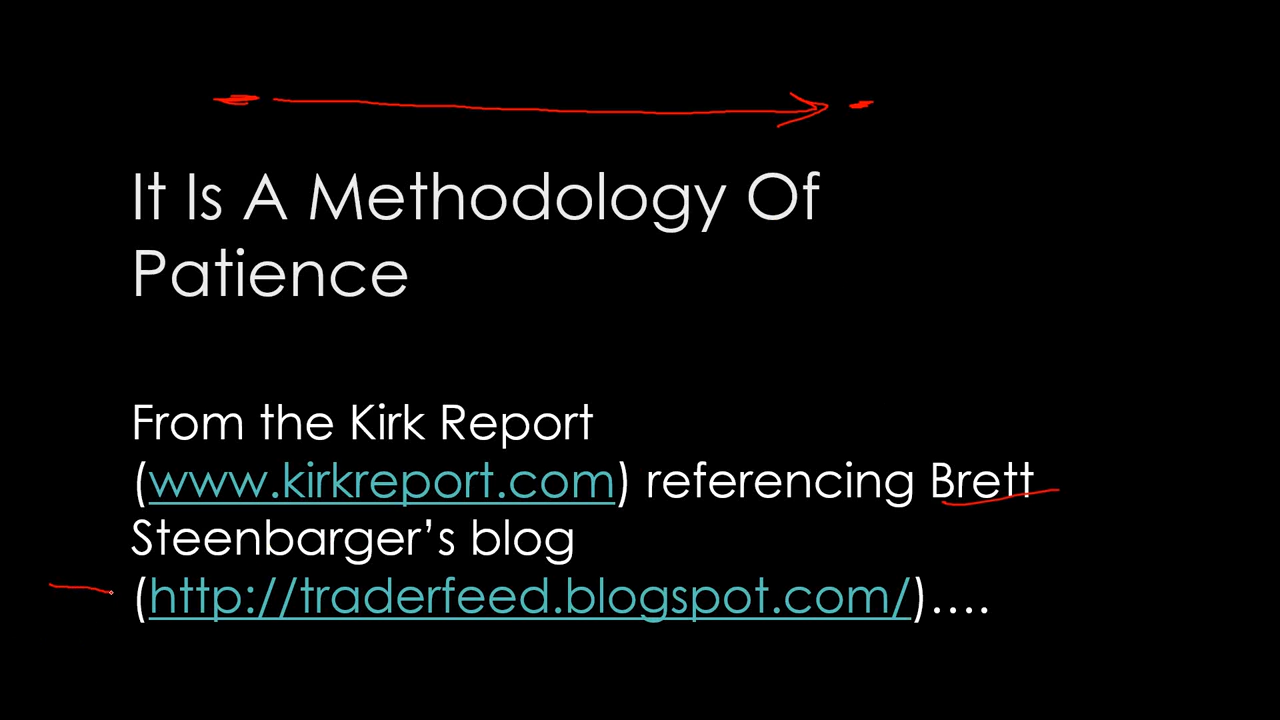 It Is A Methodology Of
Patience
From the Kirk Report
(www.kirkreport.com) referencing Brett
Steenbarger’s blog
(http://traderfeed.blogspot.com/)….